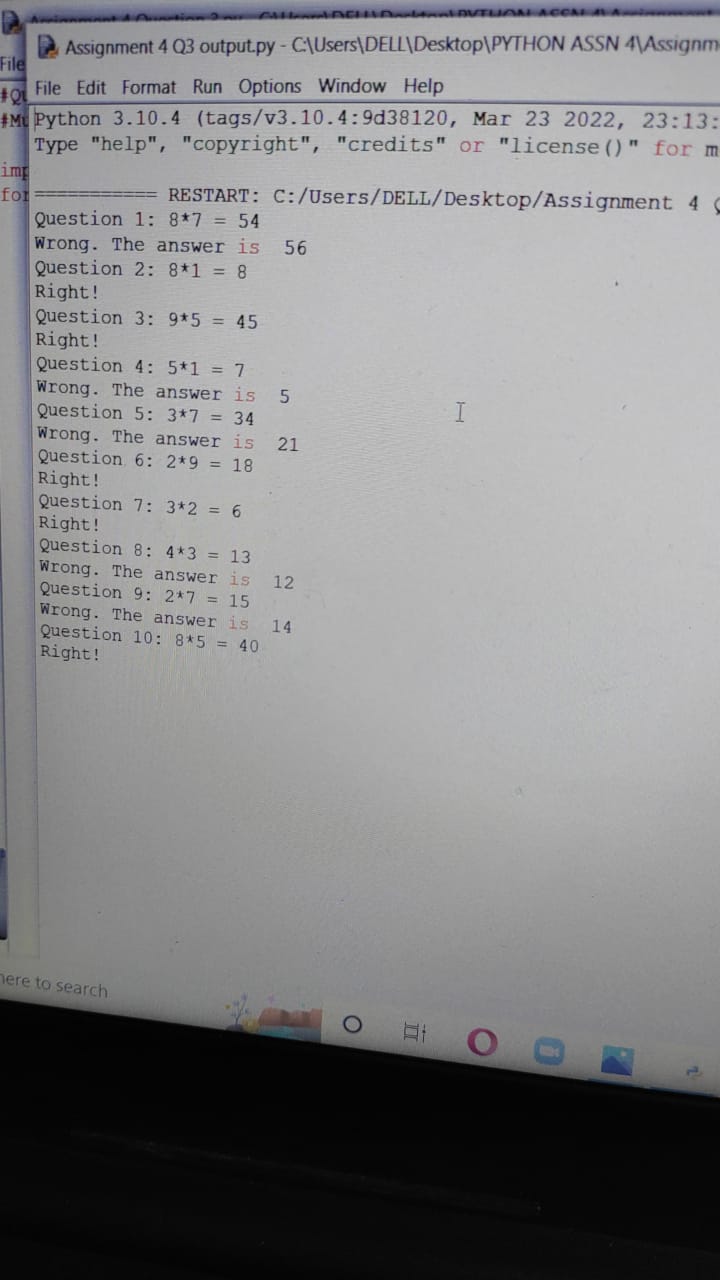 Assignment 4 Q3 output.py - C:\Users\DELL\Desktop\PYTHON ASSN 4\Assignm
File
File Edit Format Run Options Window Help
#Qu
#Mu
Python 3.10.4 (tags/v3.10.4:9d38120, Mar 23 2022, 23:13:
Type "help", "copyright", "credits" or "license()" for m
imp
for
=========== RESTART: C:/Users/DELL/Desktop/Assignment 4 Q
Question 1: 8*7 = 54
Wrong. The answer is  56
Question 2: 8*1 = 8
Right!
Question 3: 9*5 = 45
Right!
Question 4: 5*1 = 7
Wrong. The answer is  5
Question 5: 3*7 = 34
Wrong. The answer is  21
Question 6: 2*9 = 18
Right!
Question 7: 3*2 = 6
Right!
Question 8: 4*3 = 13
Wrong. The answer is  12
Question 9: 2*7 = 15
Wrong. The answer is  14
Question 10: 8*5 = 40
Right!
here to search